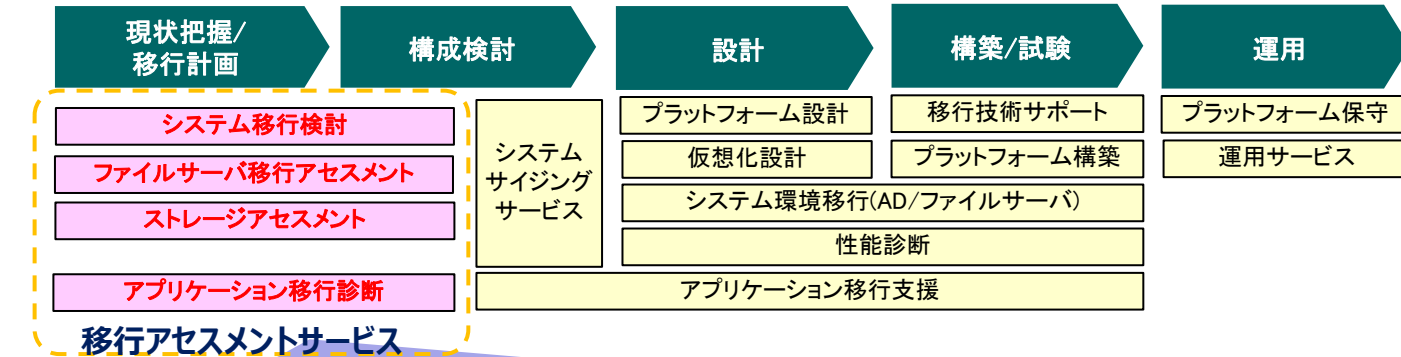 現状把握/
移行計画
構成検討
設計
構築/試験
運用
システム移行検討
ファイルサーバ移行アセスメント
ストレージアセスメント
アプリケーション移行診断
移行アセスメントサービス
システム
サイジング
サービス
プラットフォーム設計
仮想化設計
移行技術サポート
プラットフォーム構築
システム環境移行(AD/ファイルサーバ)
性能診断
アプリケーション移行支援
プラットフォーム保守
運用サービス